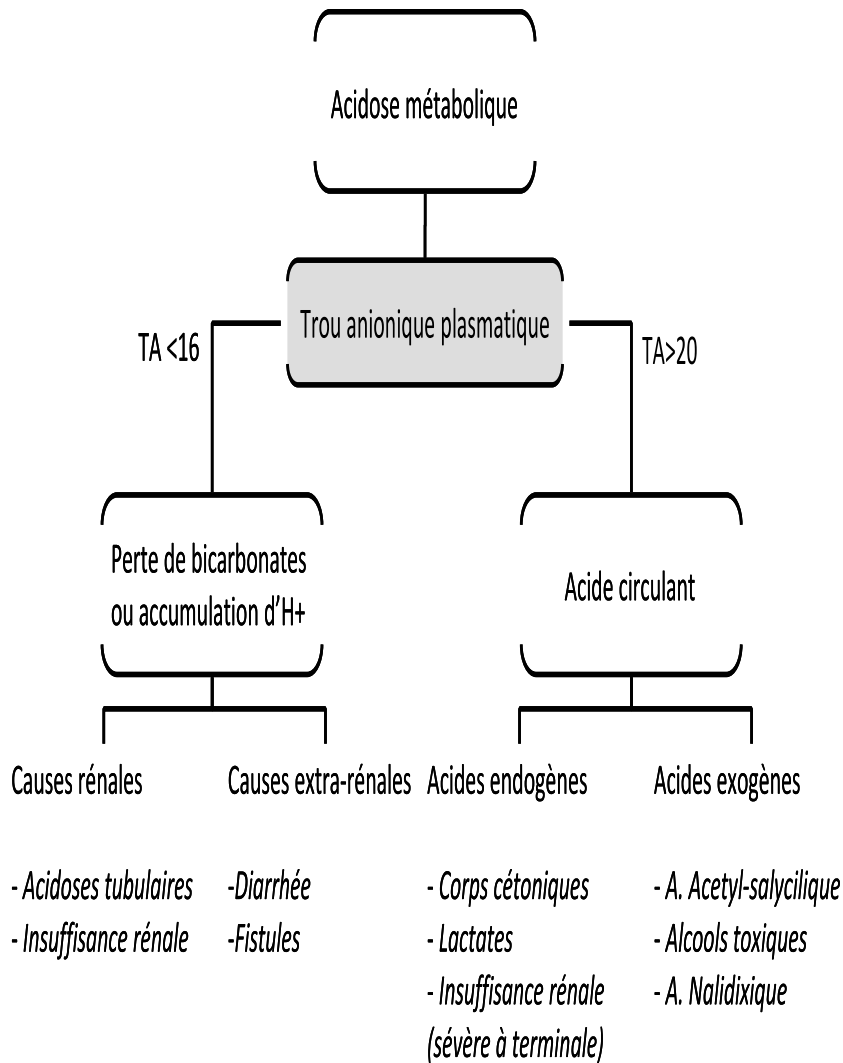 Acidose métabolique
Trou anionique plasmatique
TA <16
TA>20
Perte de bicarbonates
ou accumulation d’H+
Acide circulant
Causes rénales
- Acidoses tubulaires
- Insuffisance rénale
Causes extra-rénales
-Diarrhée
-Fistules
Acides endogènes
- Corps cétoniques
- Lactates
- Insuffisance rénale
(sévère à terminale)
Acides exogènes
- A. Acetyl-salycilique
- Alcools toxiques
- A. Nalidixique